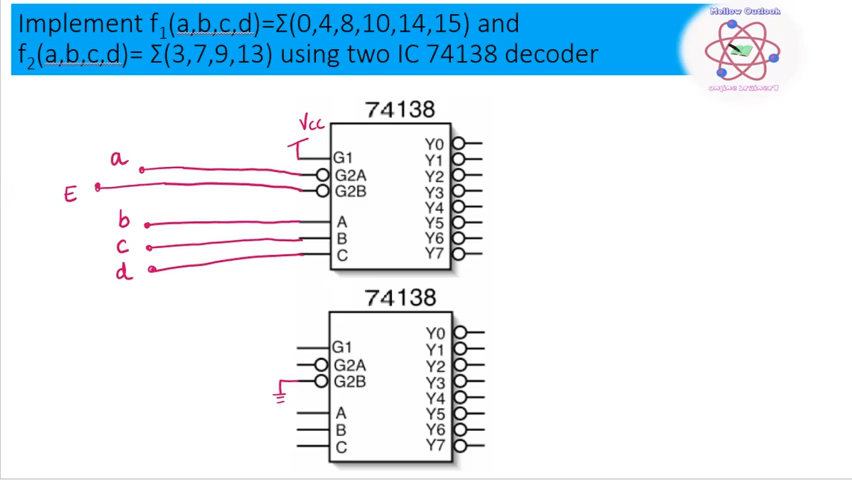 Implement f1(a,b,c,d)=Σ(0,4,8,10,14,15) and
f2(a,b,c,d)= Σ(3,7,9,13) using two IC 74138 decoder
Mellow Outlook
engine brainery
74138
Vcc
a
E
b
c
d
G1
G2A
G2B
A
B
C
Y0
Y1
Y2
Y3
Y4
Y5
Y6
Y7
74138
G1
G2A
G2B
A
B
C
Y0
Y1
Y2
Y3
Y4
Y5
Y6
Y7